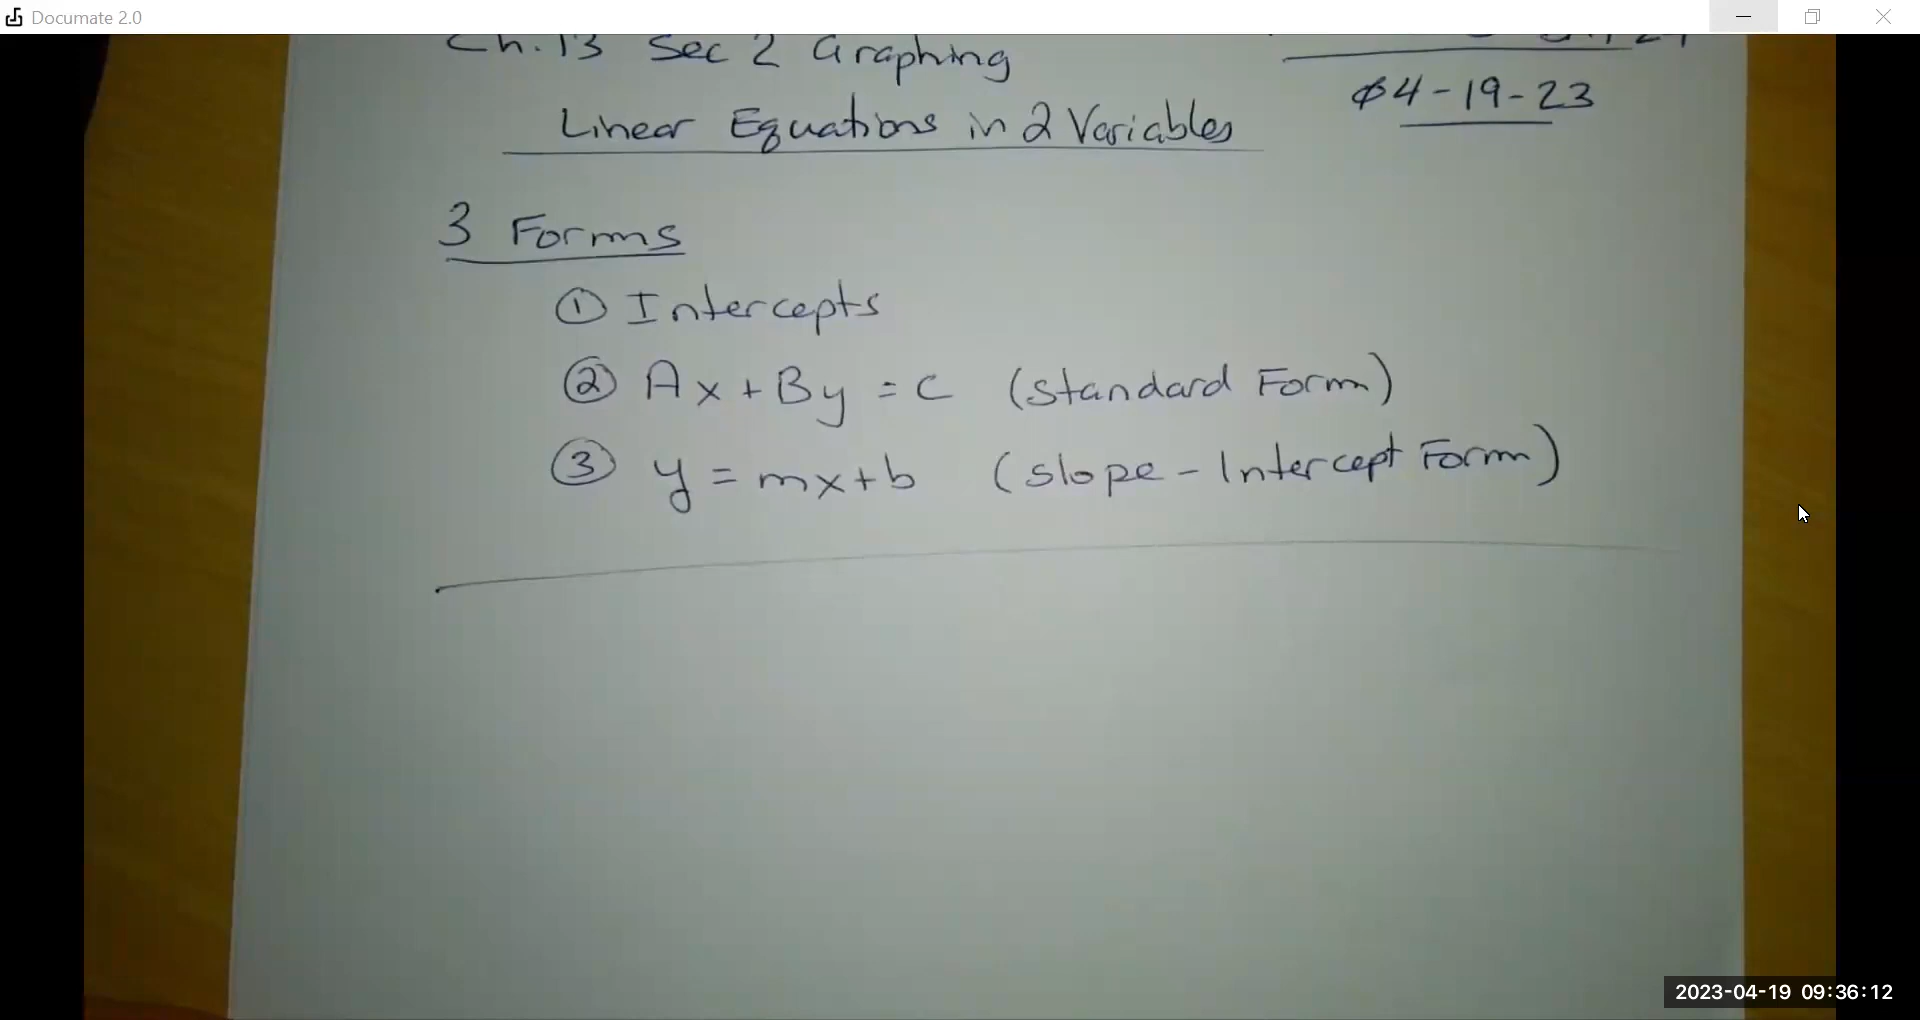 Documate 2.0
Ch. 13 Sec 2 Graphing
Linear Equations in 2 Variables
04-19-23
3 Forms
① Intercepts
② Ax + By = C (Standard Form)
③ y = mx + b (Slope - Intercept Form)
2023-04-19 09:36:12